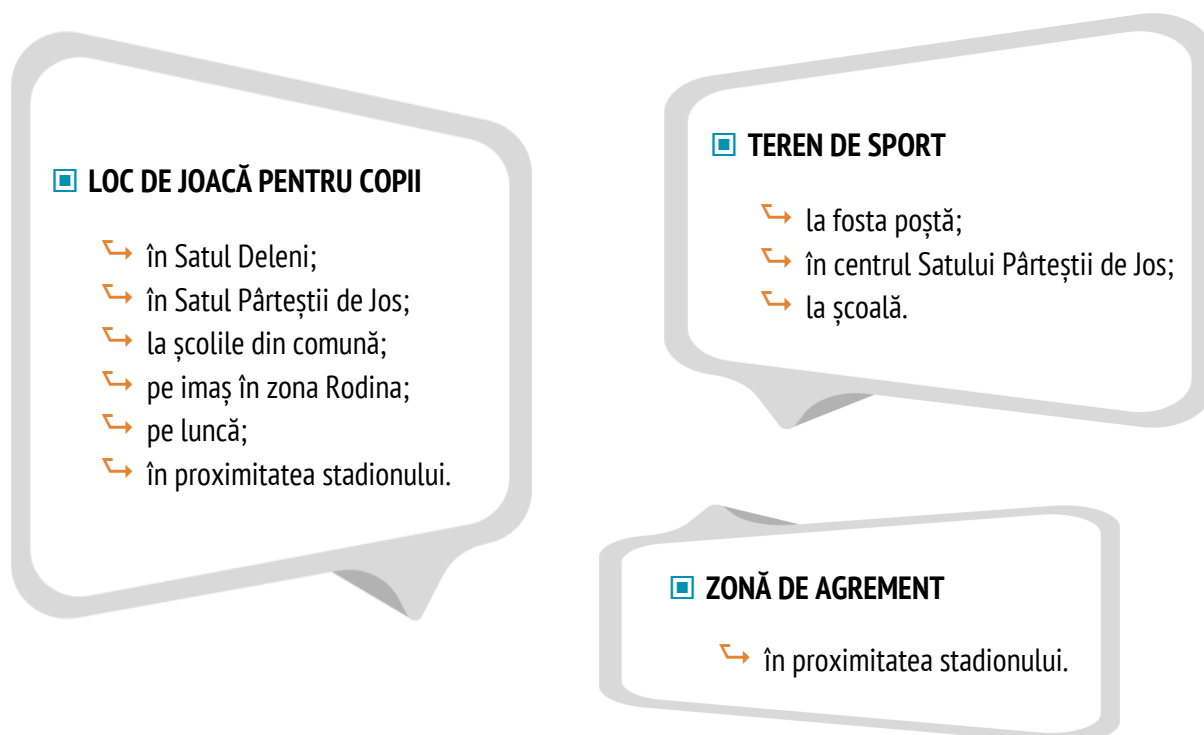 LOC DE JOACĂ PENTRU COPII
în Satul Deleni;
în Satul Pârteștii de Jos;
la școlile din comună;
pe imaș în zona Rodina;
pe luncă;
în proximitatea stadionului.
TEREN DE SPORT
la fosta poștă;
în centrul Satului Pârteștii de Jos;
la școală.
ZONĂ DE AGREMENT
în proximitatea stadionului.